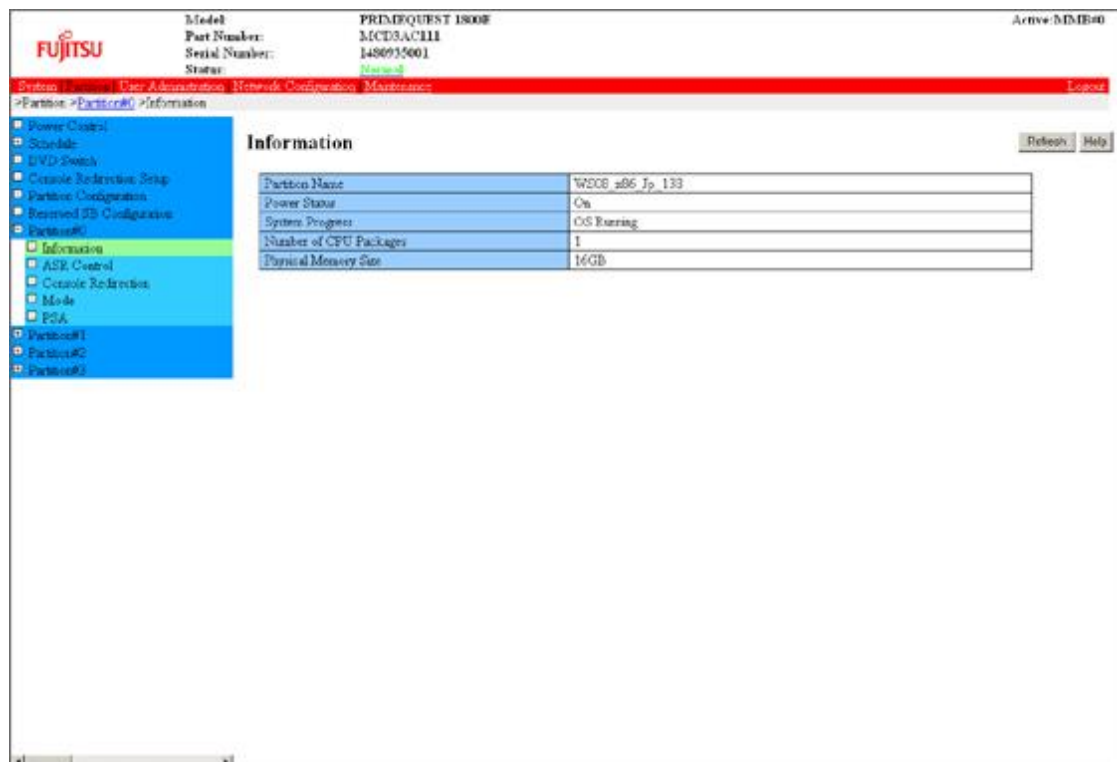 FUJITSU
Model: PRIMEQUEST 1800E
Part Number: MCD3AC111
Serial Number: 1480935001
Status: Normal
Active:MMB#0
System Partition User Administration Network Configuration Maintenance Logout
>Partition >Partition#0 >Information
Power Control
Schedule
DVD Switch
Console Redirection Setup
Partition Configuration
Reserved SB Configuration
Partition#0
Information
ASR Control
Console Redirection
Mode
PSA
Partition#1
Partition#2
Partition#3
Information
Refresh Help
Partition Name WS08_x86_Jp_133
Power Status On
System Progress OS Running
Number of CPU Packages 1
Physical Memory Size 16GB